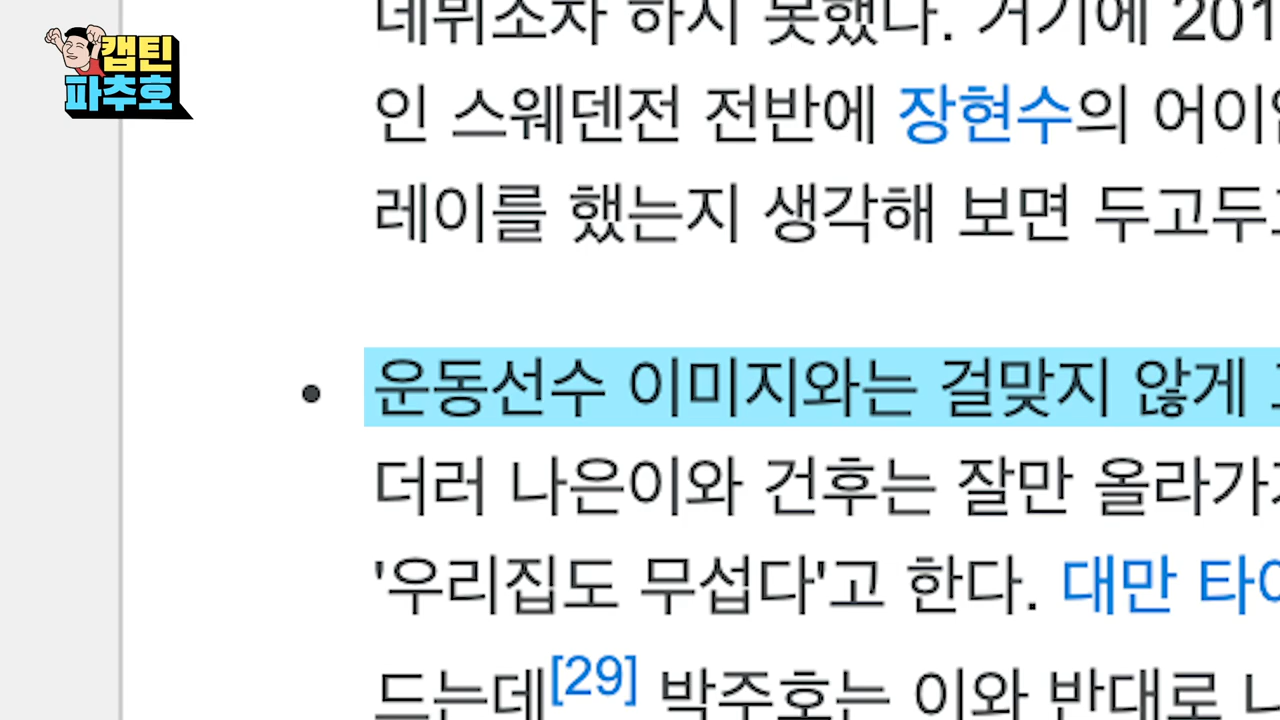 캡틴
파추호
데뷔조차 하지 못했다. 거기에 201
인 스웨덴전 전반에 장현수의 어이
레이를 했는지 생각해 보면 두고두
• 운동선수 이미지와는 걸맞지 않게
더러 나은이와 건후는 잘만 올라가
'우리집도 무섭다'고 한다. 대만 타이
드는데[29] 박주호는 이와 반대로